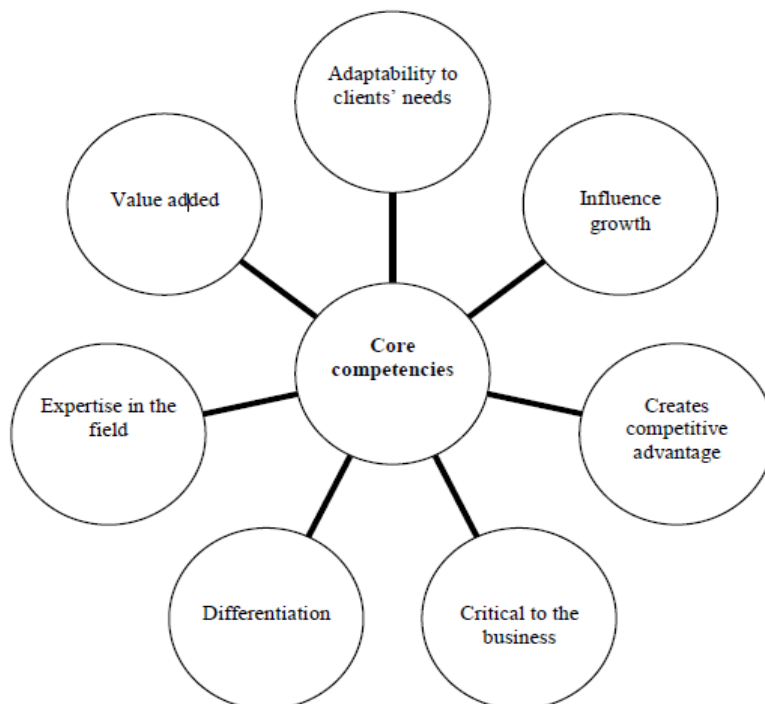 Adaptability to
clients’ needs
Value added
Influence
growth
Core
competencies
Expertise in the
field
Creates
competitive
advantage
Differentiation
Critical to the
business